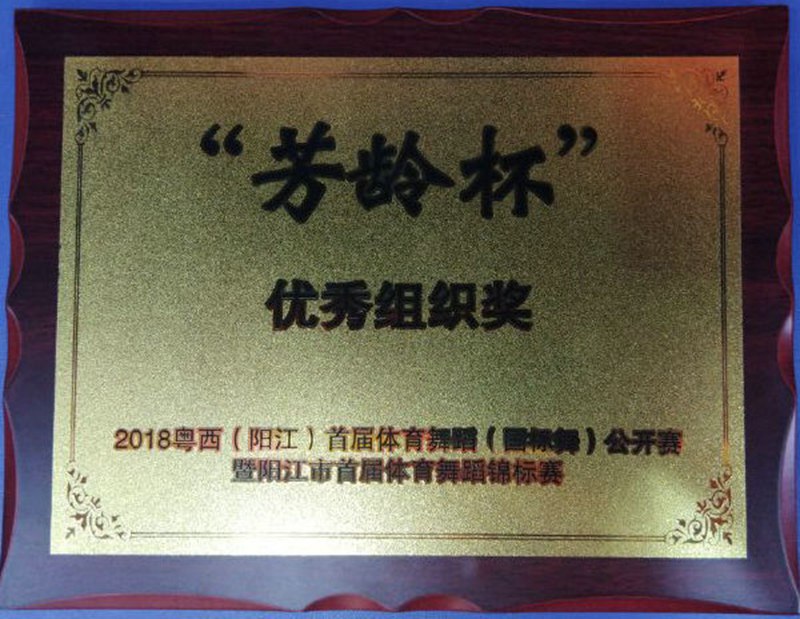 “芳龄杯”
优秀组织奖
2018粤西（阳江）首届体育舞蹈（国标舞）公开赛
暨阳江市首届体育舞蹈锦标赛